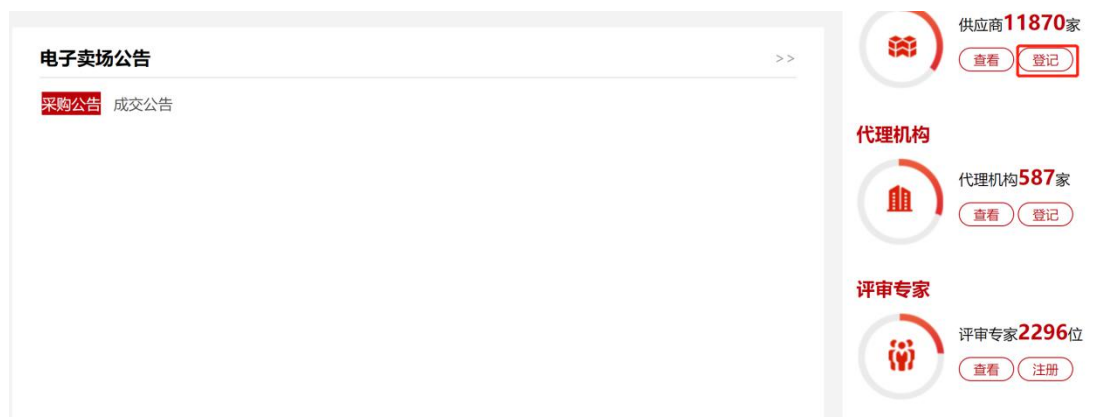 电子卖场公告 >>
采购公告 成交公告
供应商11870家
查看 登记
代理机构
代理机构587家
查看 登记
评审专家
评审专家2296位
查看 注册